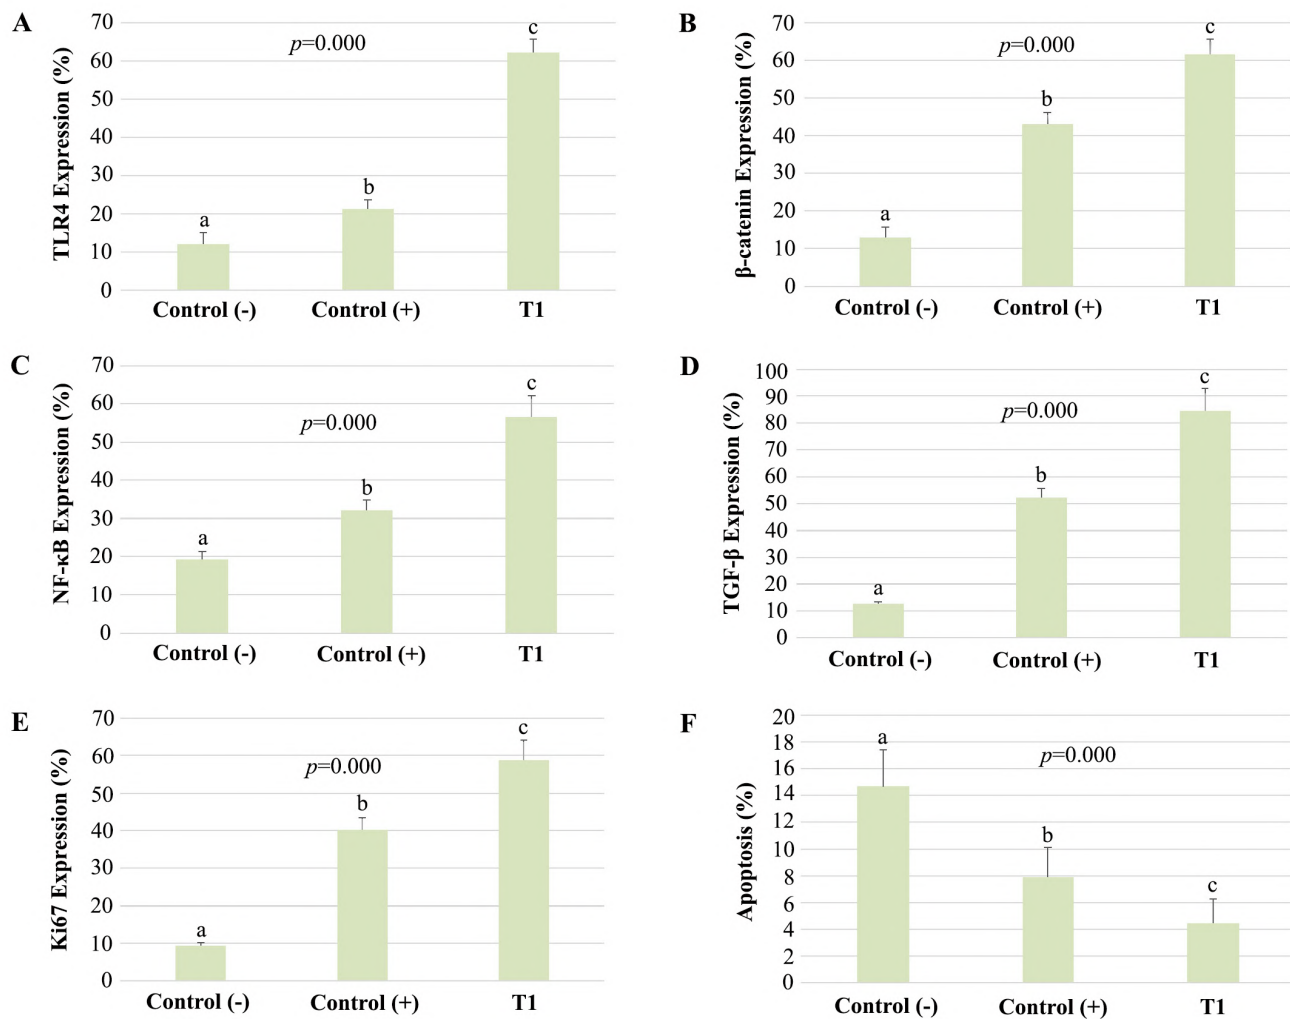 A
TLR4 Expression (%)
70
60
50
40
30
20
10
0
p=0.000
a
b
c
Control (-)
Control (+)
T1
B
β-catenin Expression (%)
70
60
50
40
30
20
10
0
p=0.000
a
b
c
Control (-)
Control (+)
T1
C
NF-κB Expression (%)
70
60
50
40
30
20
10
0
p=0.000
a
b
c
Control (-)
Control (+)
T1
D
TGF-β Expression (%)
100
90
80
70
60
50
40
30
20
10
0
p=0.000
a
b
c
Control (-)
Control (+)
T1
E
Ki67 Expression (%)
70
60
50
40
30
20
10
0
p=0.000
a
b
c
Control (-)
Control (+)
T1
F
Apoptosis (%)
20
18
16
14
12
10
8
6
4
2
0
p=0.000
a
b
c
Control (-)
Control (+)
T1